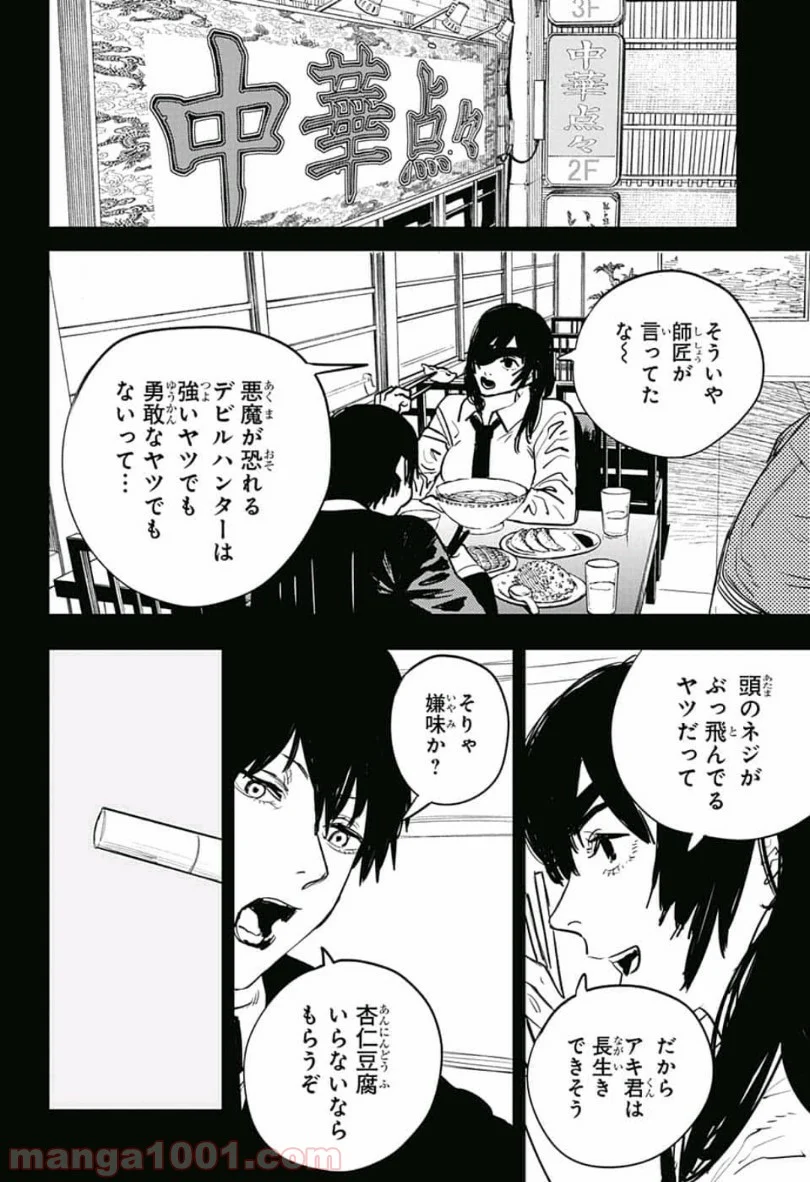 中華点々
3F
中華点々
2F
い
そういや
師匠が
言ってた
な〜
悪魔が恐れる
デビルハンターは
強いヤツでも
勇敢なヤツでも
ないって…
頭のネジが
ぶっ飛んでる
ヤツだって
だから
アキ君は
長生き
できそう
そりゃ
嫌味か?
杏仁豆腐
いらないなら
もらうぞ
manga1001.com